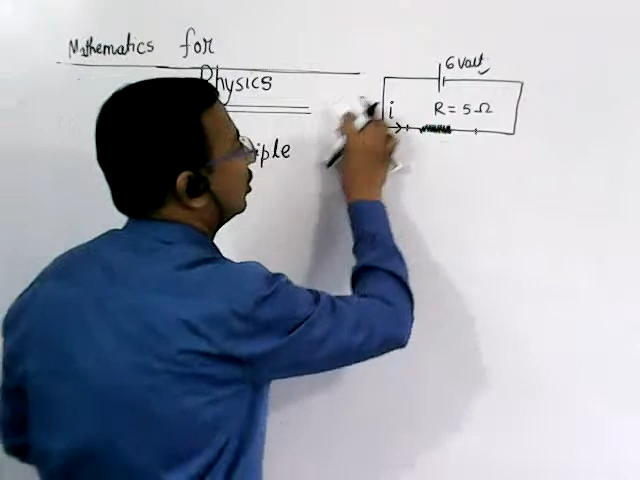 Mathematics for
Physics
iple
6 Volt
i
R = 5 Ω